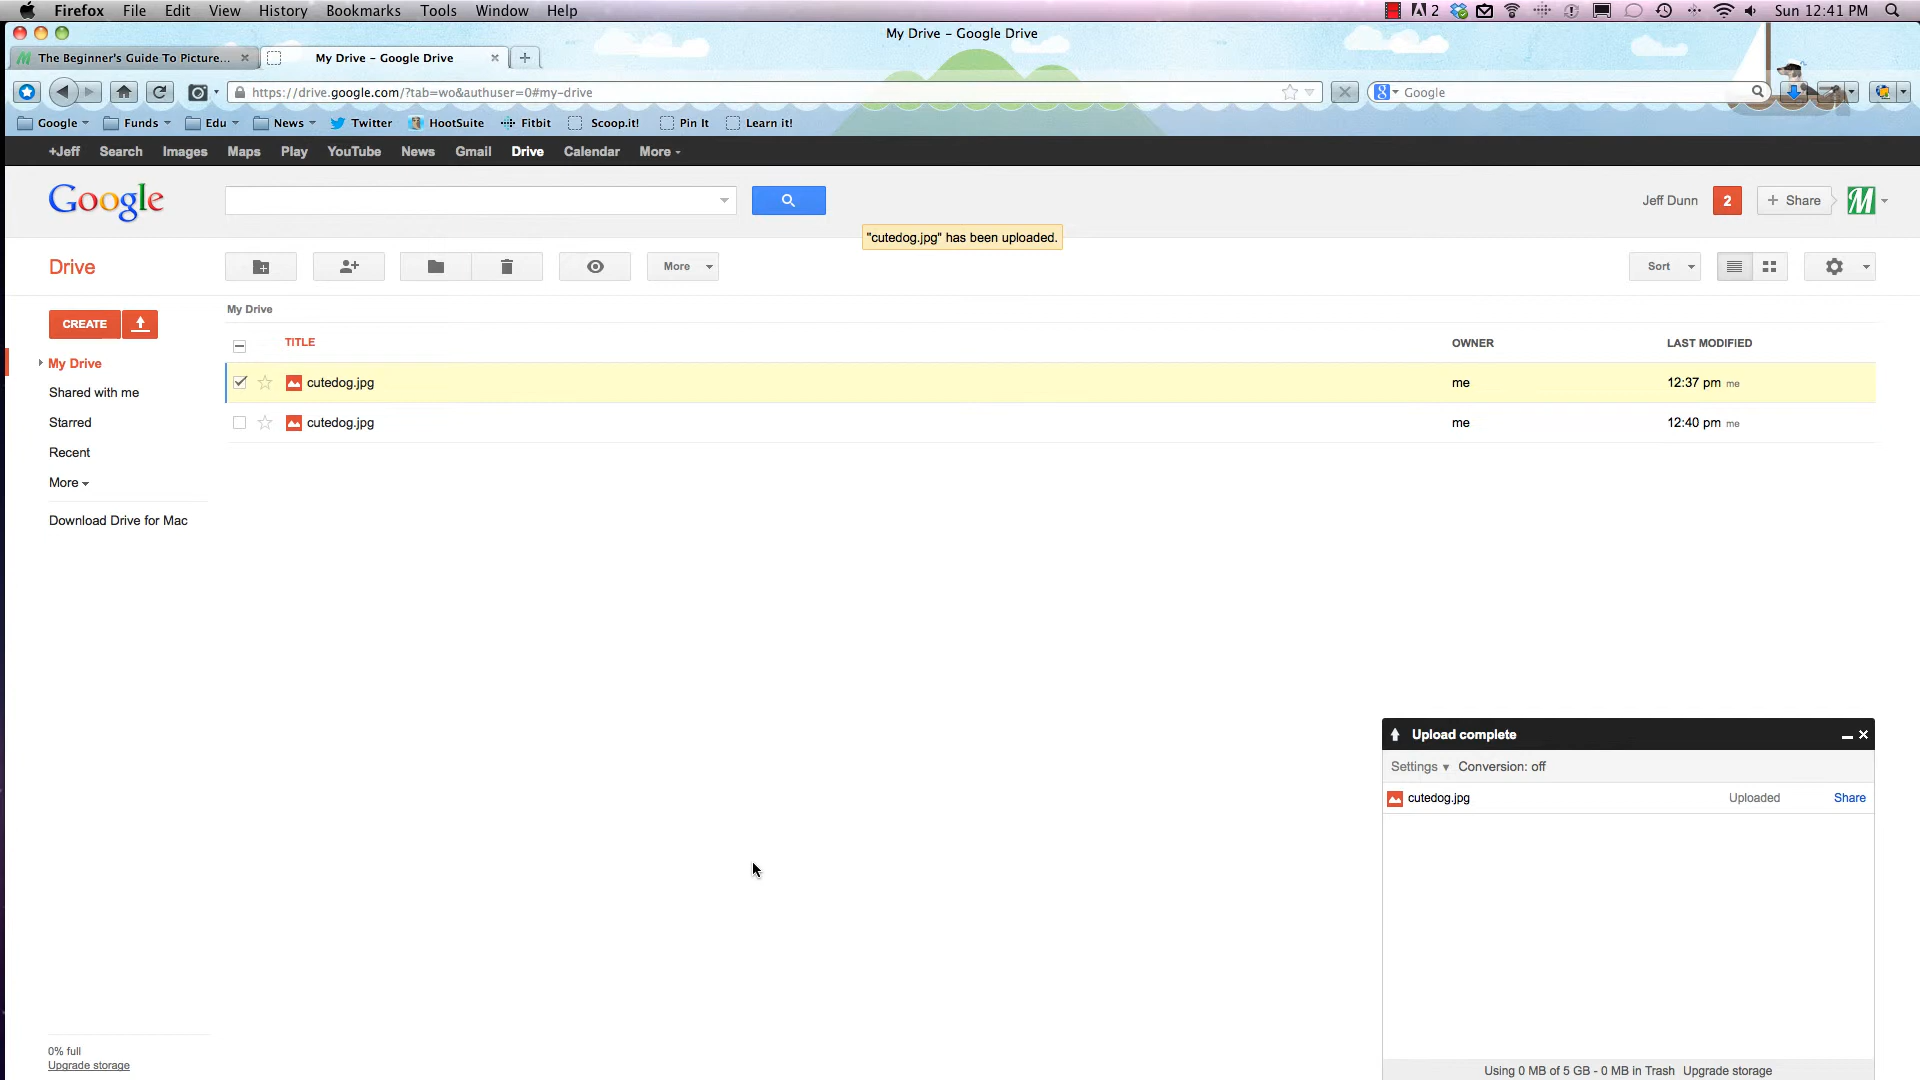 Firefox File Edit View History Bookmarks Tools Window Help 2 Sun 12:41 PM
My Drive – Google Drive
The Beginner's Guide To Picture... My Drive – Google Drive
https://drive.google.com/?tab=wo&authuser=0#my-drive Google
Google Funds Edu News Twitter HootSuite Fitbit Scoop.it! Pin It Learn it!
+Jeff Search Images Maps Play YouTube News Gmail Drive Calendar More
Google Jeff Dunn 2 + Share M
"cutedog.jpg" has been uploaded.
Drive More Sort
CREATE
My Drive
TITLE OWNER LAST MODIFIED
My Drive
cutedog.jpg me 12:37 pm me
Shared with me
Starred
cutedog.jpg me 12:40 pm me
Recent
More
Download Drive for Mac
Upload complete
Settings Conversion: off
cutedog.jpg Uploaded Share
0% full
Upgrade storage
Using 0 MB of 5 GB - 0 MB in Trash Upgrade storage